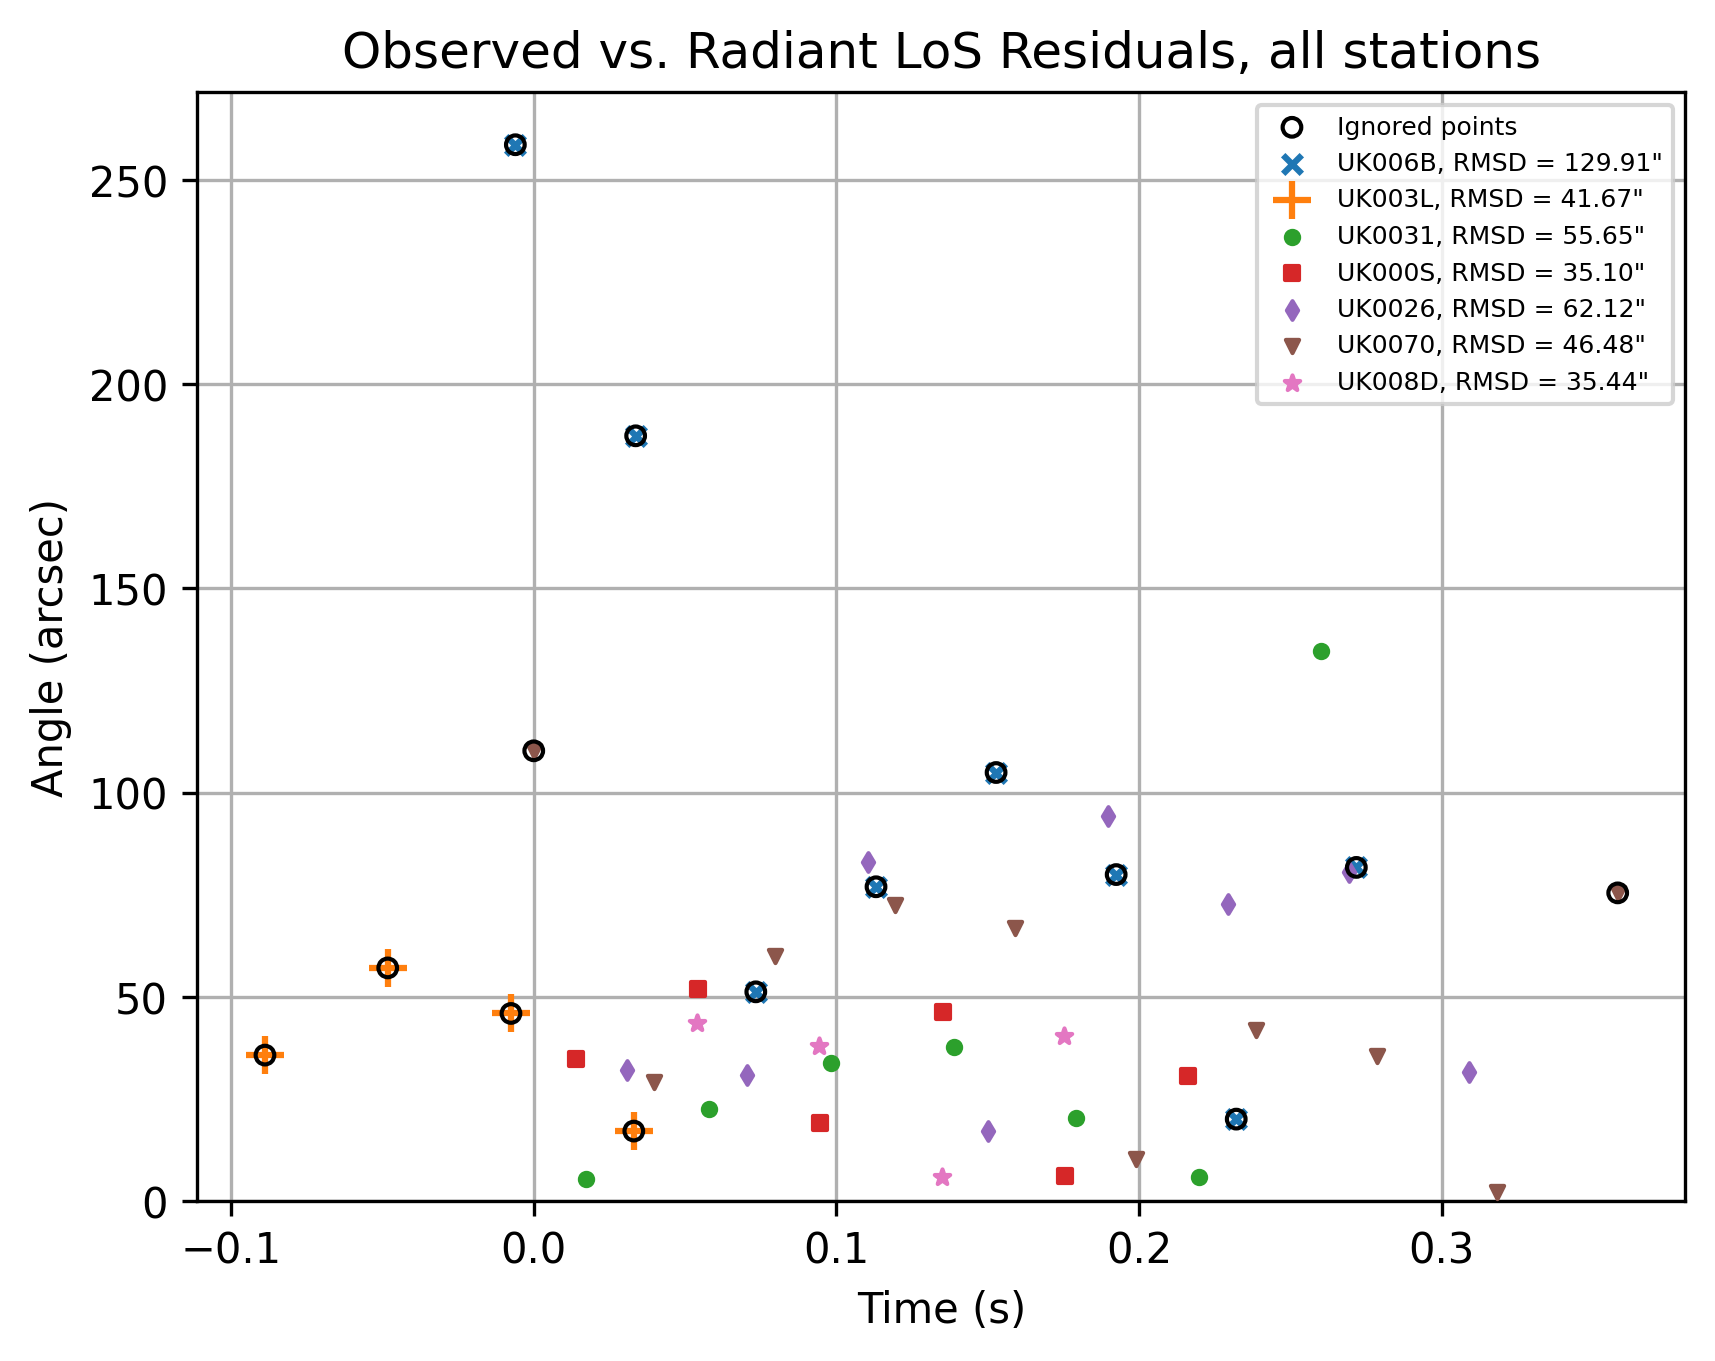 Observed vs. Radiant LoS Residuals, all stations
Ignored points
UK006B, RMSD = 129.91"
UK003L, RMSD = 41.67"
UK0031, RMSD = 55.65"
UK000S, RMSD = 35.10"
UK0026, RMSD = 62.12"
UK0070, RMSD = 46.48"
UK008D, RMSD = 35.44"
Angle (arcsec)
250
200
150
100
50
0
−0.1 0.0 0.1 0.2 0.3
Time (s)